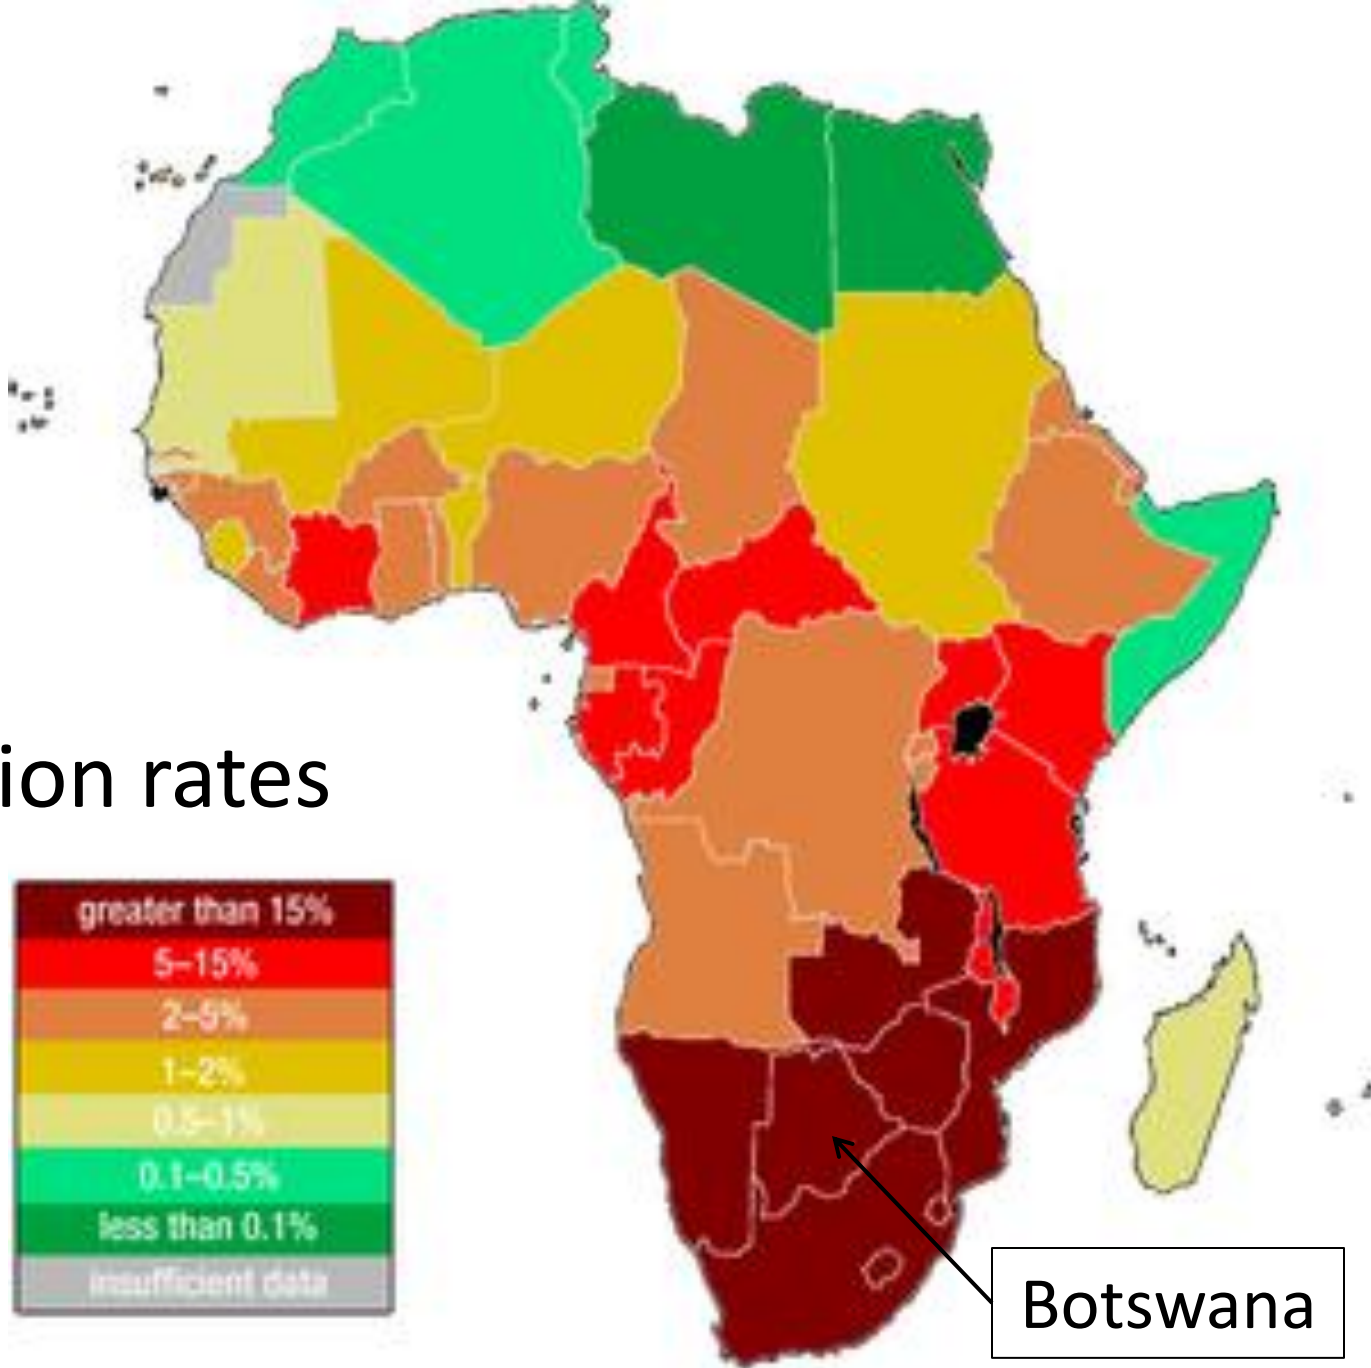 ion rates
greater than 15%
5–15%
2–5%
1–2%
0.5–1%
0.1–0.5%
less than 0.1%
insufficient data
Botswana